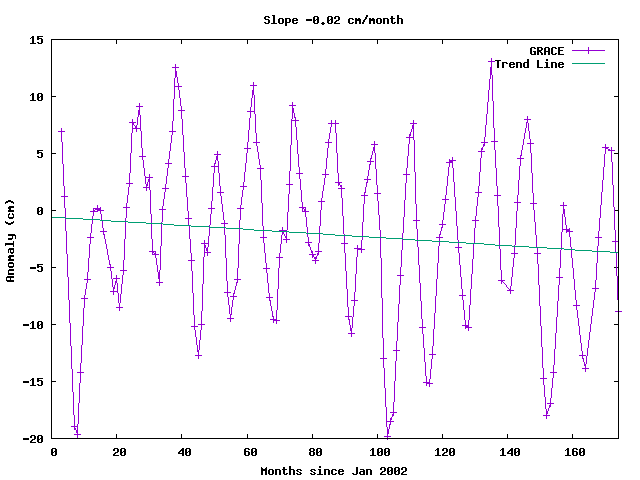 Slope -0.02 cm/month
GRACE
Trend Line
15
10
5
0
-5
-10
-15
-20
Anomaly (cm)
0 20 40 60 80 100 120 140 160
Months since Jan 2002